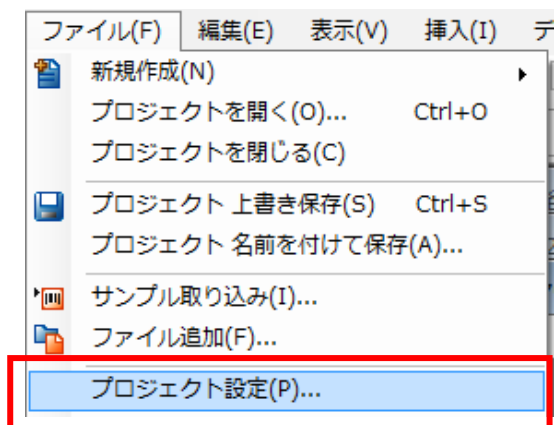 ファイル(F) 編集(E) 表示(V) 挿入(I)
新規作成(N)
プロジェクトを開く(O)... Ctrl+O
プロジェクトを閉じる(C)
プロジェクト 上書き保存(S) Ctrl+S
プロジェクト 名前を付けて保存(A)...
サンプル取り込み(I)...
ファイル追加(F)...
プロジェクト設定(P)...